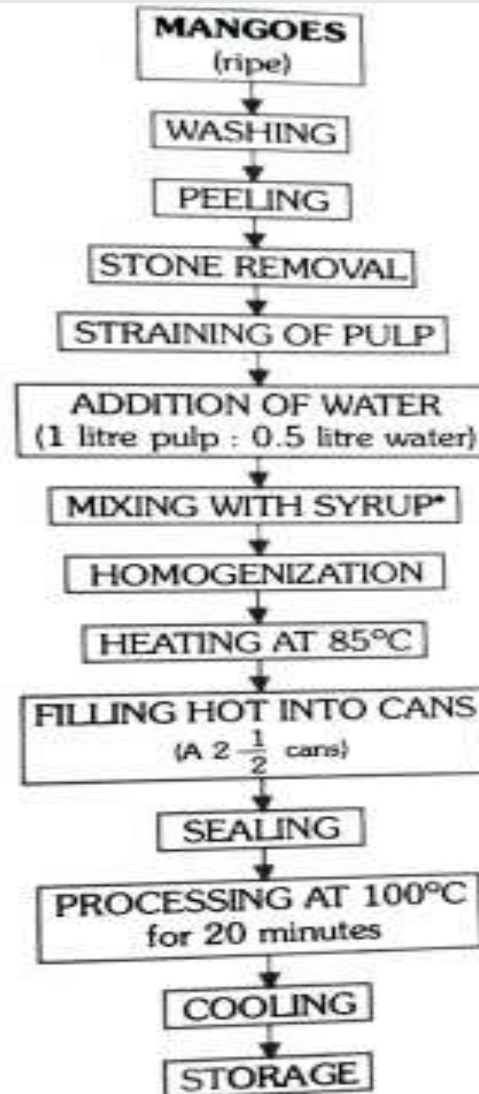 MANGOES
(ripe)
WASHING
PEELING
STONE REMOVAL
STRAINING OF PULP
ADDITION OF WATER
(1 litre pulp : 0.5 litre water)
MIXING WITH SYRUP*
HOMOGENIZATION
HEATING AT 85°C
FILLING HOT INTO CANS
(A 2 1/2 cans)
SEALING
PROCESSING AT 100°C
for 20 minutes
COOLING
STORAGE